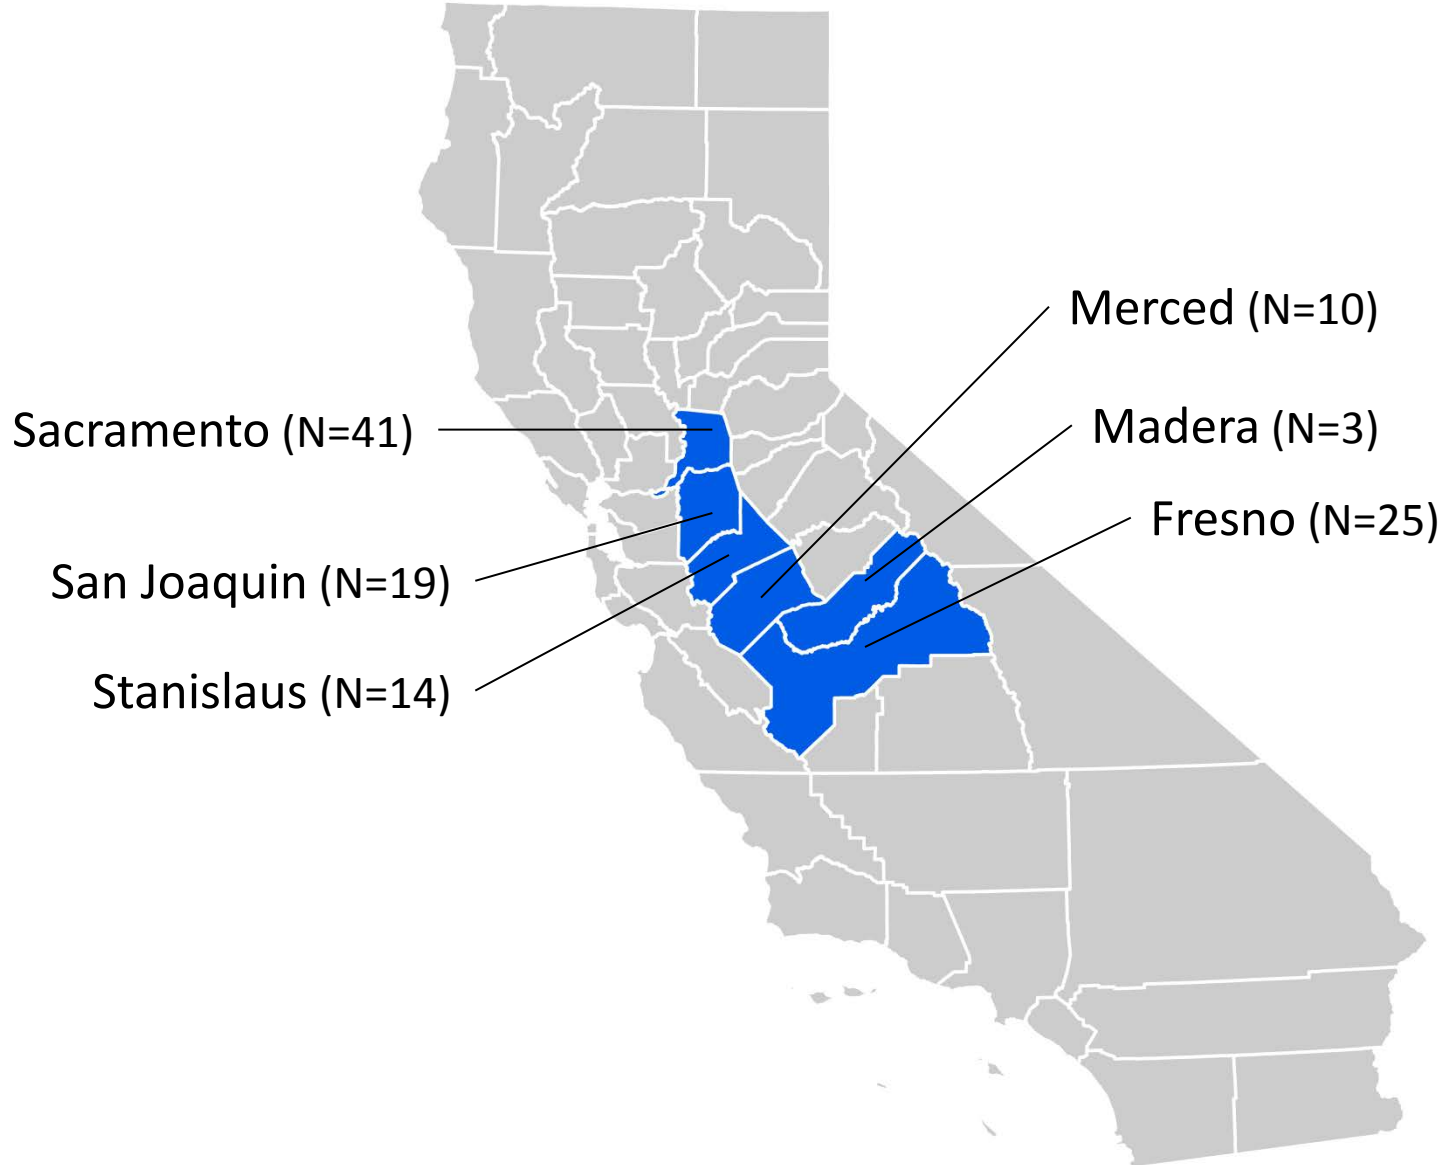 Merced (N=10)
Sacramento (N=41)
Madera (N=3)
Fresno (N=25)
San Joaquin (N=19)
Stanislaus (N=14)